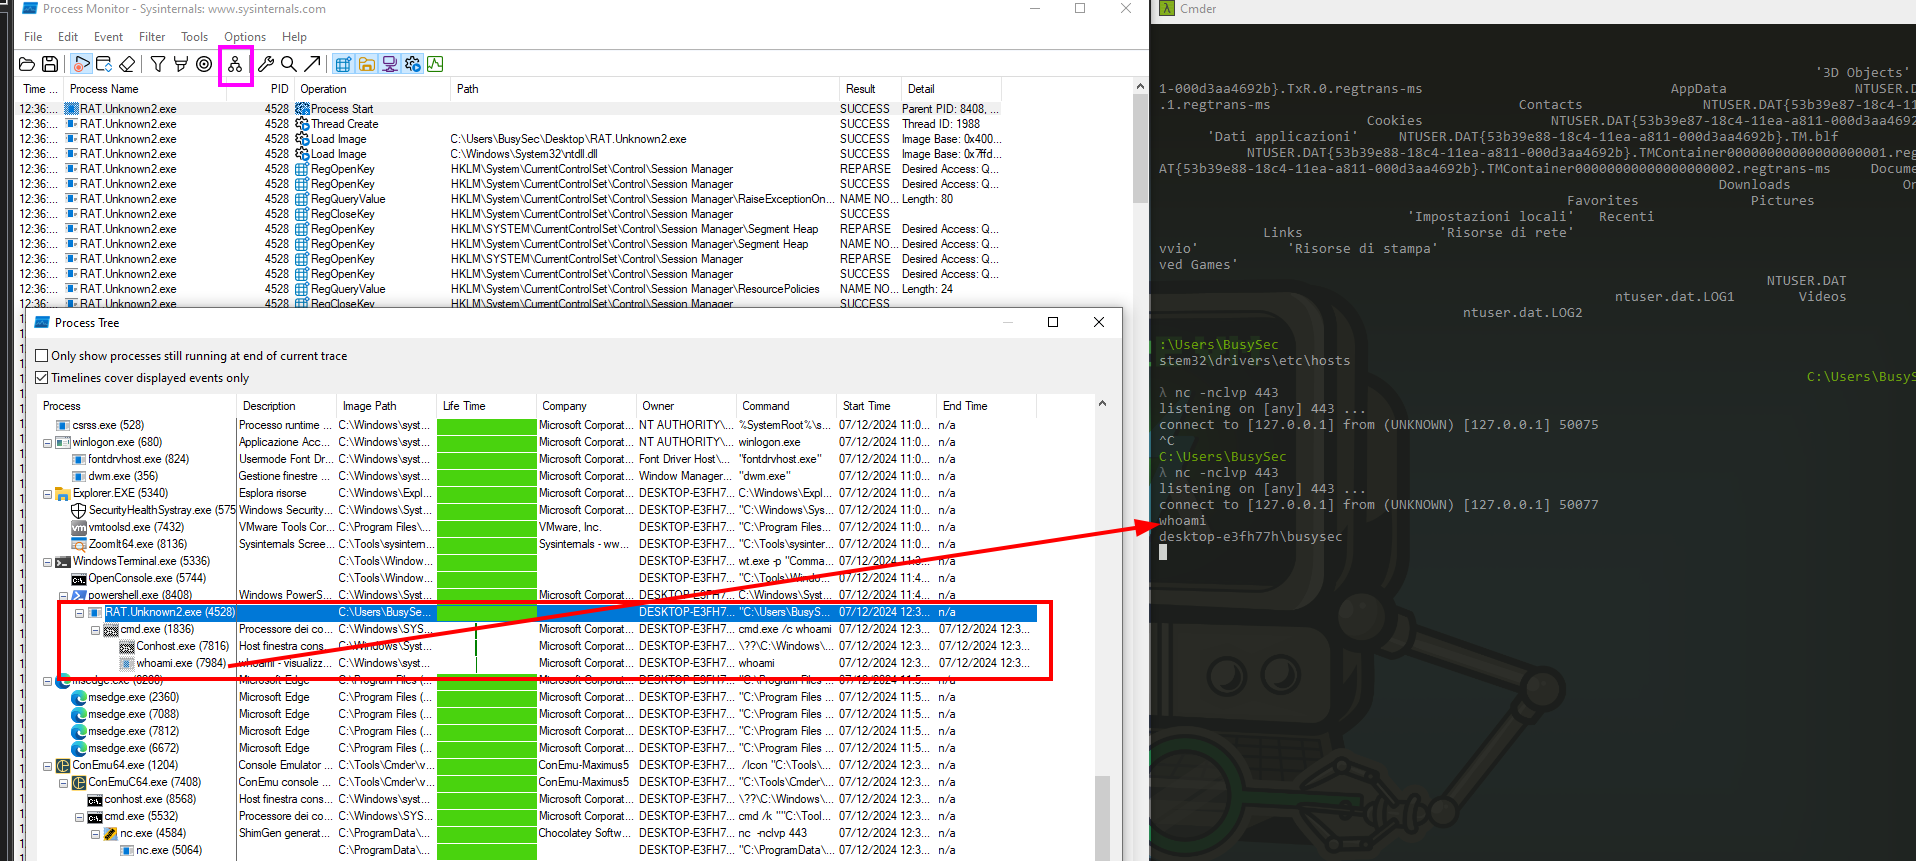 Process Monitor - Sysinternals: www.sysinternals.com
File Edit Event Filter Tools Options Help
Time ... Process Name PID Operation Path Result Detail
12:36:... RAT.Unknown2.exe 4528 Process Start SUCCESS Parent PID: 8408, ...
12:36:... RAT.Unknown2.exe 4528 Thread Create SUCCESS Thread ID: 1988
12:36:... RAT.Unknown2.exe 4528 Load Image C:\Users\BusySec\Desktop\RAT.Unknown2.exe SUCCESS Image Base: 0x400...
12:36:... RAT.Unknown2.exe 4528 Load Image C:\Windows\System32\ntdll.dll SUCCESS Image Base: 0x7ffd...
12:36:... RAT.Unknown2.exe 4528 RegOpenKey HKLM\System\CurrentControlSet\Control\Session Manager REPARSE Desired Access: Q...
12:36:... RAT.Unknown2.exe 4528 RegOpenKey HKLM\System\CurrentControlSet\Control\Session Manager SUCCESS Desired Access: Q...
12:36:... RAT.Unknown2.exe 4528 RegQueryValue HKLM\System\CurrentControlSet\Control\Session Manager\RaiseExceptionOn... NAME NO... Length: 80
12:36:... RAT.Unknown2.exe 4528 RegCloseKey HKLM\System\CurrentControlSet\Control\Session Manager SUCCESS
12:36:... RAT.Unknown2.exe 4528 RegOpenKey HKLM\SYSTEM\CurrentControlSet\Control\Session Manager\Segment Heap REPARSE Desired Access: Q...
12:36:... RAT.Unknown2.exe 4528 RegOpenKey HKLM\System\CurrentControlSet\Control\Session Manager\Segment Heap NAME NO... Desired Access: Q...
12:36:... RAT.Unknown2.exe 4528 RegOpenKey HKLM\SYSTEM\CurrentControlSet\Control\Session Manager REPARSE Desired Access: Q...
12:36:... RAT.Unknown2.exe 4528 RegOpenKey HKLM\System\CurrentControlSet\Control\Session Manager SUCCESS Desired Access: Q...
12:36:... RAT.Unknown2.exe 4528 RegQueryValue HKLM\System\CurrentControlSet\Control\Session Manager\ResourcePolicies NAME NO... Length: 24
12:36:... RAT.Unknown2.exe 4528 RegCloseKey HKLM\System\CurrentControlSet\Control\Session Manager SUCCESS
Process Tree
Only show processes still running at end of current trace
Timelines cover displayed events only
Process Description Image Path Life Time Company Owner Command Start Time End Time
csrss.exe (528) Processo runtime ... C:\Windows\syst... Microsoft Corporat... NT AUTHORITY\... %SystemRoot%\s... 07/12/2024 11:0... n/a
winlogon.exe (680) Applicazione Acc... C:\Windows\syst... Microsoft Corporat... NT AUTHORITY\... winlogon.exe 07/12/2024 11:0... n/a
fontdrvhost.exe (824) Usermode Font Dr... C:\Windows\syst... Microsoft Corporat... Font Driver Host\... "fontdrvhost.exe" 07/12/2024 11:0... n/a
dwm.exe (356) Gestione finestre ... C:\Windows\syst... Microsoft Corporat... Window Manager... "dwm.exe" 07/12/2024 11:0... n/a
Explorer.EXE (5340) Esplora risorse C:\Windows\Expl... Microsoft Corporat... DESKTOP-E3FH7... C:\Windows\Expl... 07/12/2024 11:0... n/a
SecurityHealthSystray.exe (575 Windows Security... C:\Windows\Syst... Microsoft Corporat... DESKTOP-E3FH7... "C:\Windows\Sys... 07/12/2024 11:0... n/a
vmtoolsd.exe (7432) VMware Tools Cor... C:\Program Files\... VMware, Inc. DESKTOP-E3FH7... "C:\Program Files... 07/12/2024 11:0... n/a
ZoomIt64.exe (8136) Sysinternals Scree... C:\Tools\sysintern... Sysinternals - ww... DESKTOP-E3FH7... "C:\Tools\sysinter... 07/12/2024 11:0... n/a
WindowsTerminal.exe (5336) C:\Tools\Window... DESKTOP-E3FH7... wt.exe -p "Comma... 07/12/2024 11:4... n/a
OpenConsole.exe (5744) C:\Tools\Window... DESKTOP-E3FH7... "C:\Tools\Windo... 07/12/2024 11:4... n/a
powershell.exe (8408) Windows PowerS... C:\Windows\Syst... Microsoft Corporat... DESKTOP-E3FH7... C:\Windows\Syst... 07/12/2024 11:4... n/a
RAT.Unknown2.exe (4528) C:\Users\BusySe... DESKTOP-E3FH7... "C:\Users\BusyS... 07/12/2024 12:3... n/a
cmd.exe (1836) Processore dei co... C:\Windows\SYS... Microsoft Corporat... DESKTOP-E3FH7... cmd.exe /c whoami 07/12/2024 12:3... 07/12/2024 12:3...
Conhost.exe (7816) Host finestra cons... C:\Windows\Syst... Microsoft Corporat... DESKTOP-E3FH7... \??\C:\Windows\... 07/12/2024 12:3... 07/12/2024 12:3...
whoami.exe (7984) whoami - visualizz... C:\Windows\syst... Microsoft Corporat... DESKTOP-E3FH7... whoami 07/12/2024 12:3... 07/12/2024 12:3...
msedge.exe Microsoft Edge C:\Program Files (... Microsoft Corporat... DESKTOP-E3FH7... "C:\Program Files ... 07/12/2024 11:5... n/a
msedge.exe (2360) Microsoft Edge C:\Program Files (... Microsoft Corporat... DESKTOP-E3FH7... "C:\Program Files ... 07/12/2024 11:5... n/a
msedge.exe (7088) Microsoft Edge C:\Program Files (... Microsoft Corporat... DESKTOP-E3FH7... "C:\Program Files ... 07/12/2024 11:5... n/a
msedge.exe (7812) Microsoft Edge C:\Program Files (... Microsoft Corporat... DESKTOP-E3FH7... "C:\Program Files ... 07/12/2024 11:5... n/a
msedge.exe (6672) Microsoft Edge C:\Program Files (... Microsoft Corporat... DESKTOP-E3FH7... "C:\Program Files ... 07/12/2024 11:5... n/a
ConEmu64.exe (1204) Console Emulator ... C:\Tools\Cmder\v... ConEmu-Maximus5 DESKTOP-E3FH7... /Icon "C:\Tools\... 07/12/2024 12:3... n/a
ConEmuC64.exe (7408) ConEmu console ... C:\Tools\Cmder\v... ConEmu-Maximus5 DESKTOP-E3FH7... "C:\Tools\Cmder\... 07/12/2024 12:3... n/a
conhost.exe (8568) Host finestra cons... C:\Windows\syst... Microsoft Corporat... DESKTOP-E3FH7... \??\C:\Windows\... 07/12/2024 12:3... n/a
cmd.exe (5532) Processore dei co... C:\Windows\SYS... Microsoft Corporat... DESKTOP-E3FH7... cmd /k ""C:\Tool... 07/12/2024 12:3... n/a
nc.exe (4584) ShimGen generat... C:\ProgramData\... Chocolatey Softw... DESKTOP-E3FH7... nc -nclvp 443 07/12/2024 12:3... n/a
nc.exe (5064) C:\ProgramData\... DESKTOP-E3FH7... "C:\ProgramData\... 07/12/2024 12:3... n/a
λ Cmder
'3D Objects'
1-000d3aa4692b}.TxR.0.regtrans-ms AppData NTUSER.D
.1.regtrans-ms Contacts NTUSER.DAT{53b39e87-18c4-11
Cookies NTUSER.DAT{53b39e87-18c4-11ea-a811-000d3aa4692
'Dati applicazioni' NTUSER.DAT{53b39e88-18c4-11ea-a811-000d3aa4692b}.TM.blf
NTUSER.DAT{53b39e88-18c4-11ea-a811-000d3aa4692b}.TMContainer00000000000000000001.reg
AT{53b39e88-18c4-11ea-a811-000d3aa4692b}.TMContainer00000000000000000002.regtrans-ms Docume
Downloads On
Favorites Pictures
'Impostazioni locali' Recenti
Links 'Risorse di rete'
vvio' 'Risorse di stampa'
ved Games'
NTUSER.DAT
ntuser.dat.LOG1 Videos
ntuser.dat.LOG2
:\Users\BusySec
stem32\drivers\etc\hosts
C:\Users\BusyS
λ nc -nclvp 443
listening on [any] 443 ...
connect to [127.0.0.1] from (UNKNOWN) [127.0.0.1] 50075
^C
C:\Users\BusySec
λ nc -nclvp 443
listening on [any] 443 ...
connect to [127.0.0.1] from (UNKNOWN) [127.0.0.1] 50077
whoami
desktop-e3fh77h\busysec